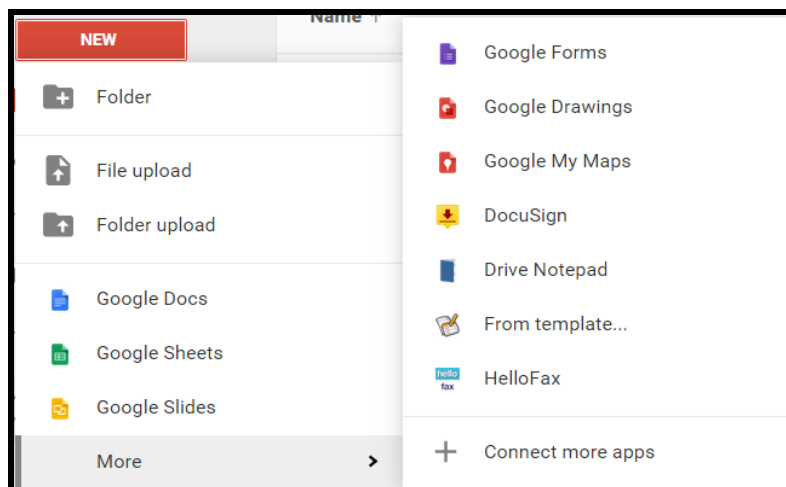 Name ↑
NEW
Folder
File upload
Folder upload
Google Docs
Google Sheets
Google Slides
More
Google Forms
Google Drawings
Google My Maps
DocuSign
Drive Notepad
From template...
hello
fax
HelloFax
Connect more apps